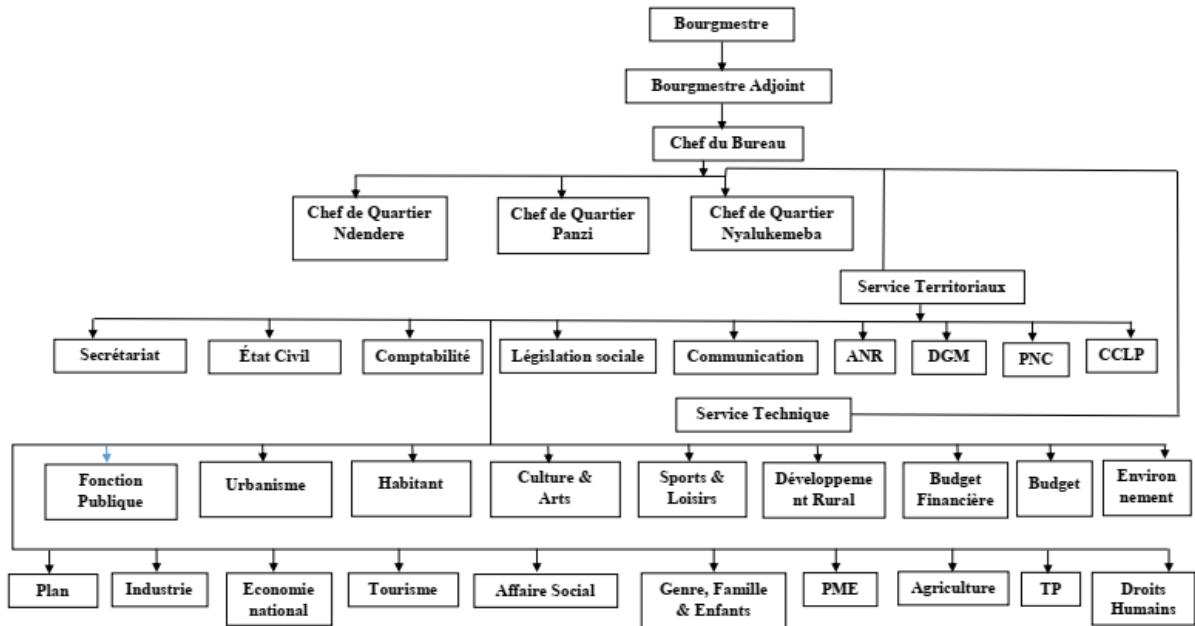 Bourgmestre
Bourgmestre Adjoint
Chef du Bureau
Chef de Quartier
Ndendere
Chef de Quartier
Panzi
Chef de Quartier
Nyalukemeba
Service Territoriaux
Secrétariat
État Civil
Comptabilité
Législation sociale
Communication
ANR
DGM
PNC
CCLP
Service Technique
Fonction
Publique
Urbanisme
Habitant
Culture &
Arts
Sports &
Loisirs
Développeme
nt Rural
Budget
Financière
Budget
Environ
nement
Plan
Industrie
Economie
national
Tourisme
Affaire Social
Genre, Famille
& Enfants
PME
Agriculture
TP
Droits
Humains